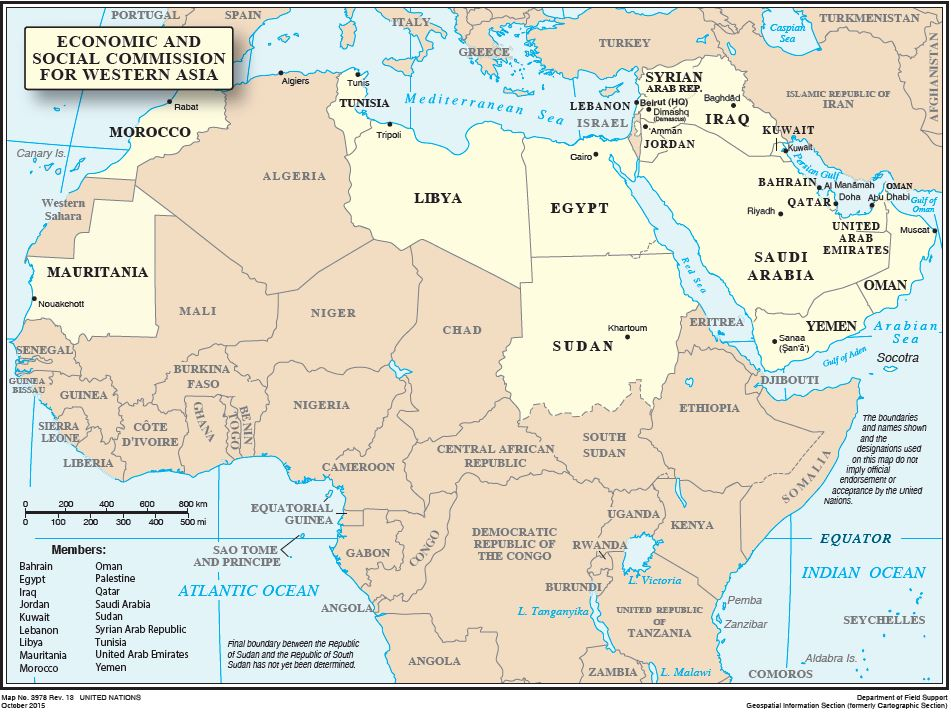 PORTUGAL
SPAIN
ITALY
GREECE
TURKEY
Caspian
Sea
TURKMENISTAN
AFGHANISTAN
ECONOMIC AND
SOCIAL COMMISSION
FOR WESTERN ASIA
Algiers
Tunis
TUNISIA
Mediterranean Sea
Rabat
MOROCCO
Tripoli
SYRIAN
ARAB REP.
LEBANON
Beirut (HQ)
Dimashq
(Damascus)
ISRAEL
'Ammān
JORDAN
Baghdād
IRAQ
ISLAMIC REPUBLIC OF
IRAN
KUWAIT
Kuwait
Persian Gulf
Canary Is.
Cairo
ALGERIA
LIBYA
EGYPT
Western
Sahara
BAHRAIN
Al Manāmah
OMAN
QATAR
Doha
Abu Dhabi
Gulf of
Oman
Riyadh
UNITED
ARAB
EMIRATES
Muscat
SAUDI
ARABIA
Red Sea
OMAN
MAURITANIA
Nouakchott
MALI
NIGER
CHAD
Khartoum
SUDAN
ERITREA
YEMEN
Sanaa
(Şan'ā')
Arabian
Sea
Gulf of Aden
Socotra
SENEGAL
GUINEA
BISSAU
GUINEA
BURKINA
FASO
SIERRA
LEONE
LIBERIA
CÔTE
D'IVOIRE
GHANA
TOGO
BENIN
NIGERIA
CAMEROON
CENTRAL AFRICAN
REPUBLIC
SOUTH
SUDAN
ETHIOPIA
DJIBOUTI
SOMALIA
The boundaries
and names shown
and the
designations used
on this map do not
imply official
endorsement or
acceptance by the United
Nations.
0 200 400 600 800 km
0 100 200 300 400 500 mi
EQUATORIAL
GUINEA
SAO TOME
AND PRINCIPE
GABON
CONGO
DEMOCRATIC
REPUBLIC OF
THE CONGO
UGANDA
KENYA
RWANDA
BURUNDI
L. Victoria
EQUATOR
INDIAN OCEAN
ATLANTIC OCEAN
Members:
Bahrain Oman
Egypt Palestine
Iraq Qatar
Jordan Saudi Arabia
Kuwait Sudan
Lebanon Syrian Arab Republic
Libya Tunisia
Mauritania United Arab Emirates
Morocco Yemen
Final boundary between the Republic
of Sudan and the Republic of South
Sudan has not yet been determined.
ANGOLA
ANGOLA
L. Tanganyika
UNITED REPUBLIC
OF
TANZANIA
Pemba
Zanzibar
SEYCHELLES
Aldabra Is.
ZAMBIA
L. Malawi
COMOROS
Map No. 3978 Rev. 13 UNITED NATIONS
October 2015
Department of Field Support
Geospatial Information Section (formerly Cartographic Section)